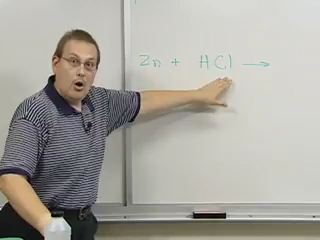 Zn + HCl →